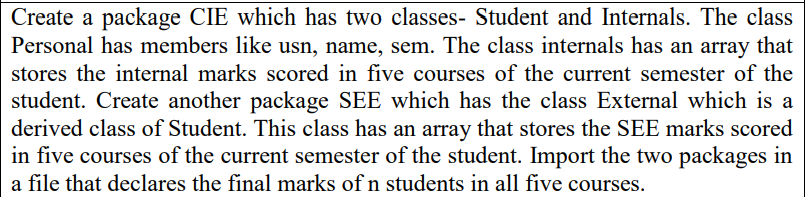 Create a package CIE which has two classes- Student and Internals. The class
Personal has members like usn, name, sem. The class internals has an array that
stores the internal marks scored in five courses of the current semester of the
student. Create another package SEE which has the class External which is a
derived class of Student. This class has an array that stores the SEE marks scored
in five courses of the current semester of the student. Import the two packages in
a file that declares the final marks of n students in all five courses.